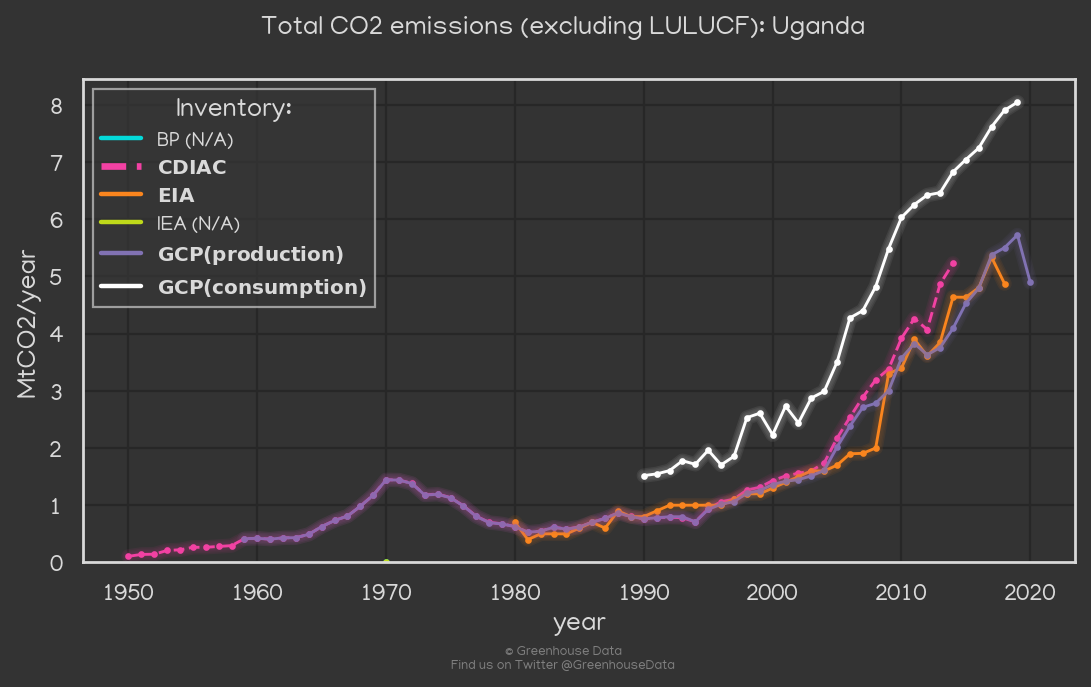 Total CO2 emissions (excluding LULUCF): Uganda
Inventory:
BP (N/A)
CDIAC
EIA
IEA (N/A)
GCP(production)
GCP(consumption)
MtCO2/year
8
7
6
5
4
3
2
1
0
1950 1960 1970 1980 1990 2000 2010 2020
year
© Greenhouse Data
Find us on Twitter @GreenhouseData